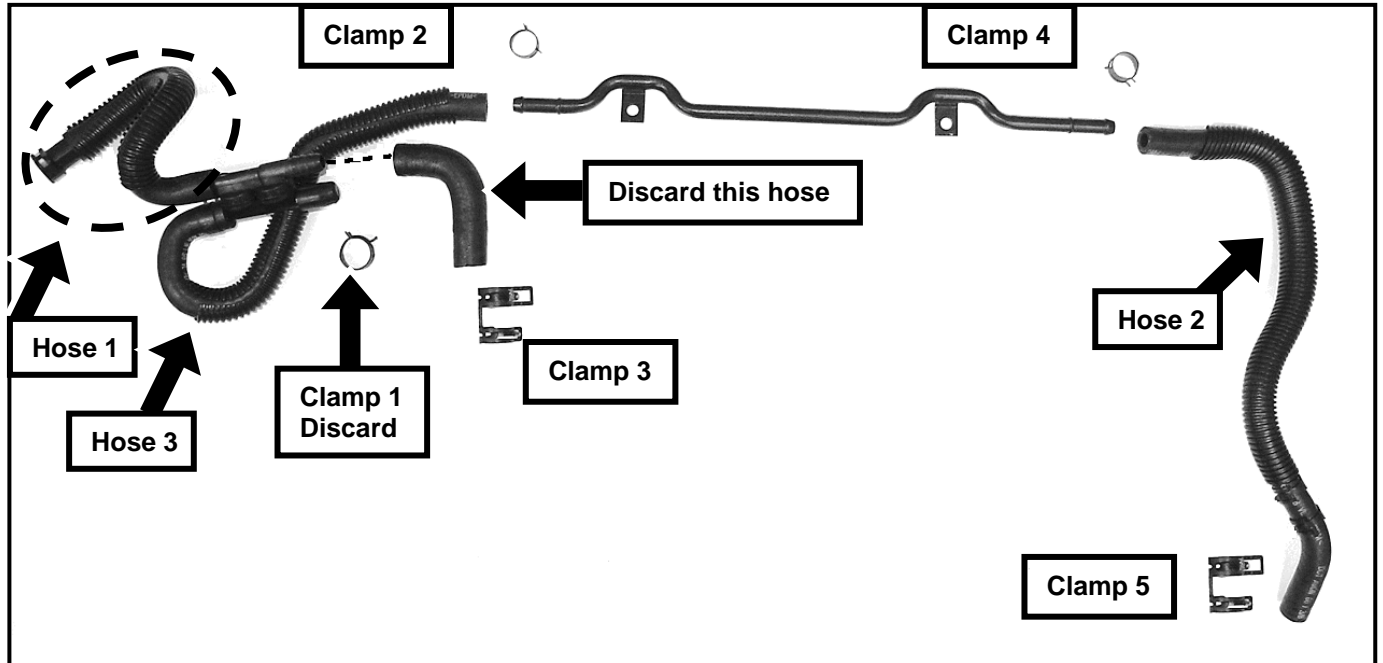 Clamp 2
Clamp 4
Discard this hose
Hose 1
Hose 2
Clamp 3
Clamp 1
Discard
Hose 3
Clamp 5